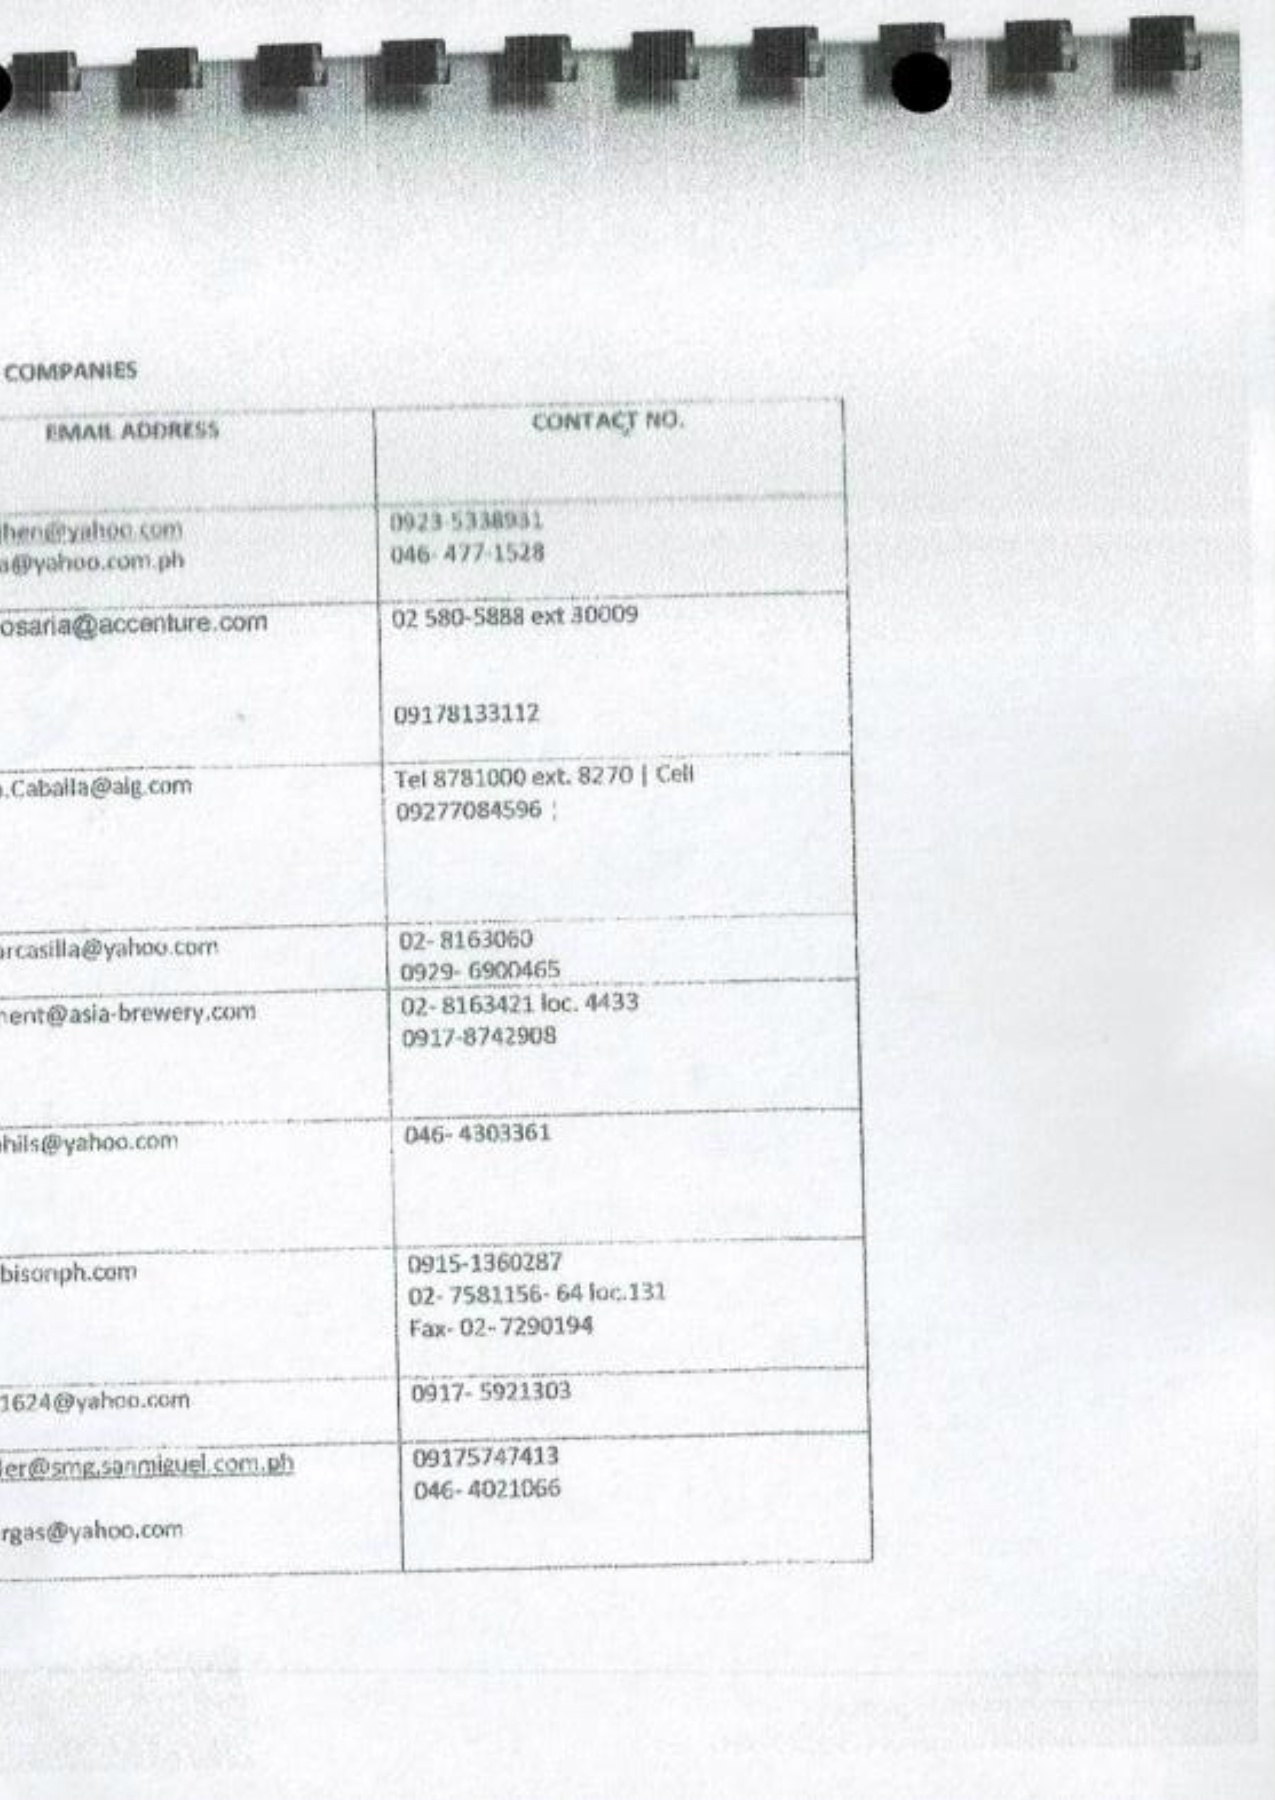 COMPANIES
EMAIL ADDRESS CONTACT NO.
hen@yahoo.com 0923-5338931
a@yahoo.com.ph 046- 477-1528
osaria@accenture.com 02 580-5888 ext 30009
09178133112
.Caballa@aig.com Tel 8781000 ext. 8270 | Cell
09277084596
rcasilla@yahoo.com 02- 8163060
0929- 6900465
ment@asia-brewery.com 02- 8163421 loc. 4433
0917-8742908
hils@yahoo.com 046- 4303361
bisonph.com 0915-1360287
02- 7581156- 64 loc.131
Fax- 02- 7290194
1624@yahoo.com 0917- 5921303
ler@smg.sanmiguel.com.ph 09175747413
046- 4021066
rgas@yahoo.com